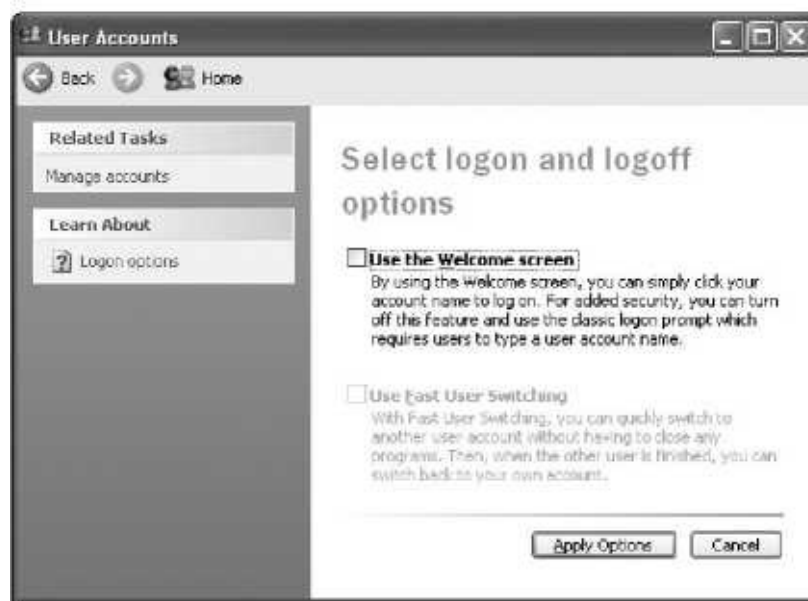 User Accounts
Back Home
Related Tasks
Manage accounts
Learn About
Logon options
Select logon and logoff
options
Use the Welcome screen
By using the Welcome screen, you can simply click your
account name to log on. For added security, you can turn
off this feature and use the classic logon prompt which
requires users to type a user account name.
Use Fast User Switching
With Fast User Switching, you can quickly switch to
another user account without having to close any
programs. Then, when the other user is finished, you can
switch back to your own account.
Apply Options Cancel